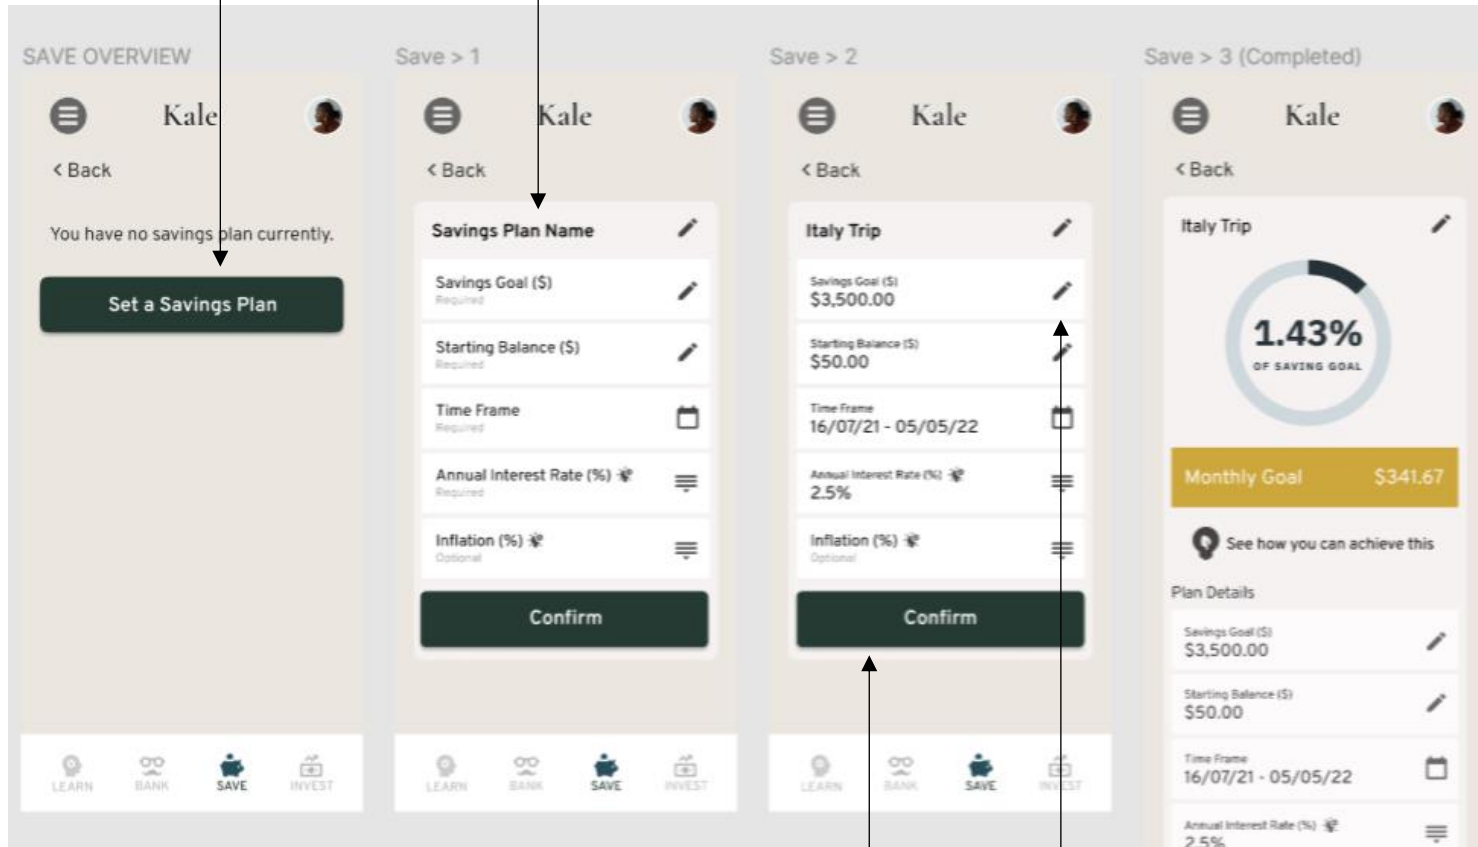 SAVE OVERVIEW
Kale
< Back
You have no savings plan currently.
Set a Savings Plan
LEARN
BANK
SAVE
INVEST
Save > 1
Kale
< Back
Savings Plan Name
Savings Goal ($)
Required
Starting Balance ($)
Required
Time Frame
Required
Annual Interest Rate (%)
Required
Inflation (%)
Optional
Confirm
LEARN
BANK
SAVE
INVEST
Save > 2
Kale
< Back
Italy Trip
Savings Goal ($)
$3,500.00
Starting Balance ($)
$50.00
Time Frame
16/07/21 - 05/05/22
Annual Interest Rate (%)
2.5%
Inflation (%)
Optional
Confirm
LEARN
BANK
SAVE
INVEST
Save > 3 (Completed)
Kale
< Back
Italy Trip
1.43%
OF SAVING GOAL
Monthly Goal $341.67
See how you can achieve this
Plan Details
Savings Goal ($)
$3,500.00
Starting Balance ($)
$50.00
Time Frame
16/07/21 - 05/05/22
Annual Interest Rate (%)
2.5%